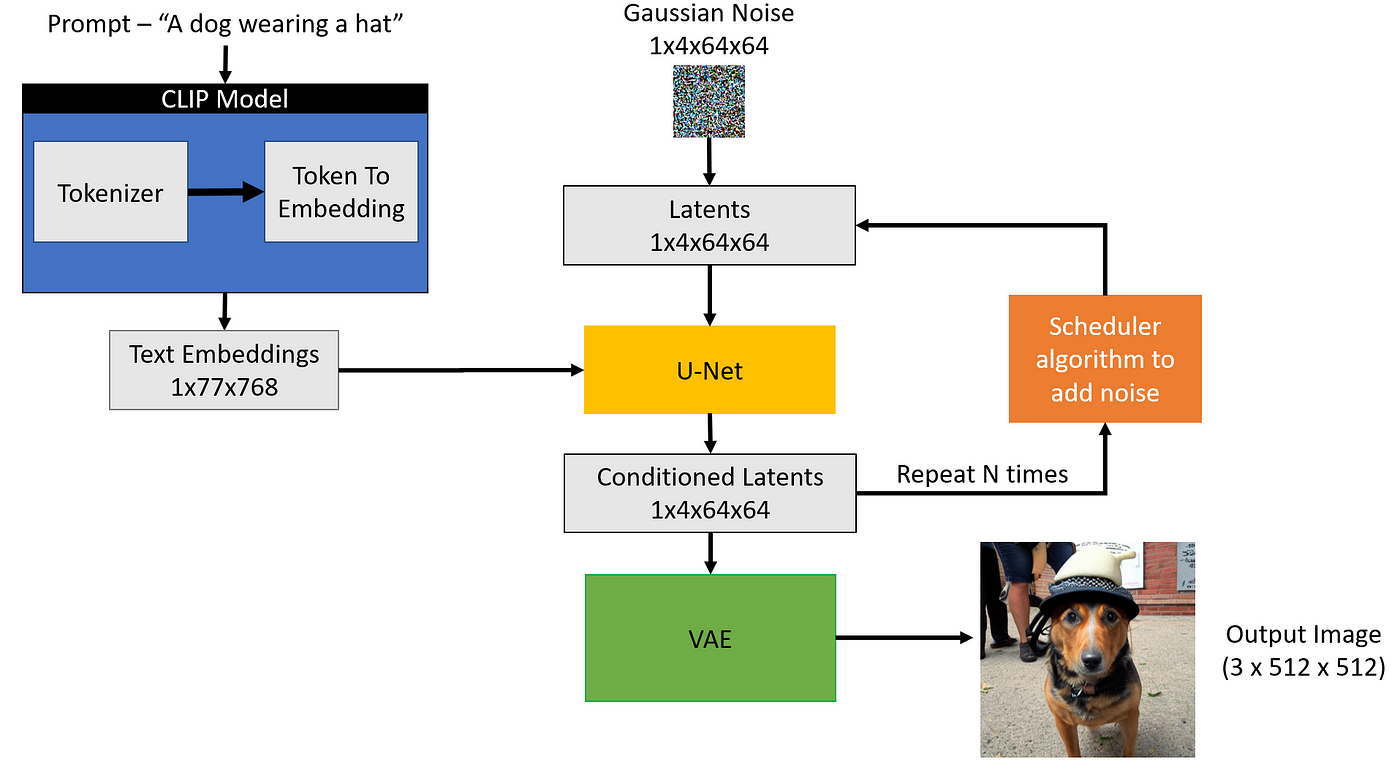 Prompt – “A dog wearing a hat”
CLIP Model
Tokenizer
Token To
Embedding
Text Embeddings
1x77x768
Gaussian Noise
1x4x64x64
Latents
1x4x64x64
U-Net
Conditioned Latents
1x4x64x64
Repeat N times
Scheduler
algorithm to
add noise
VAE
Output Image
(3 x 512 x 512)